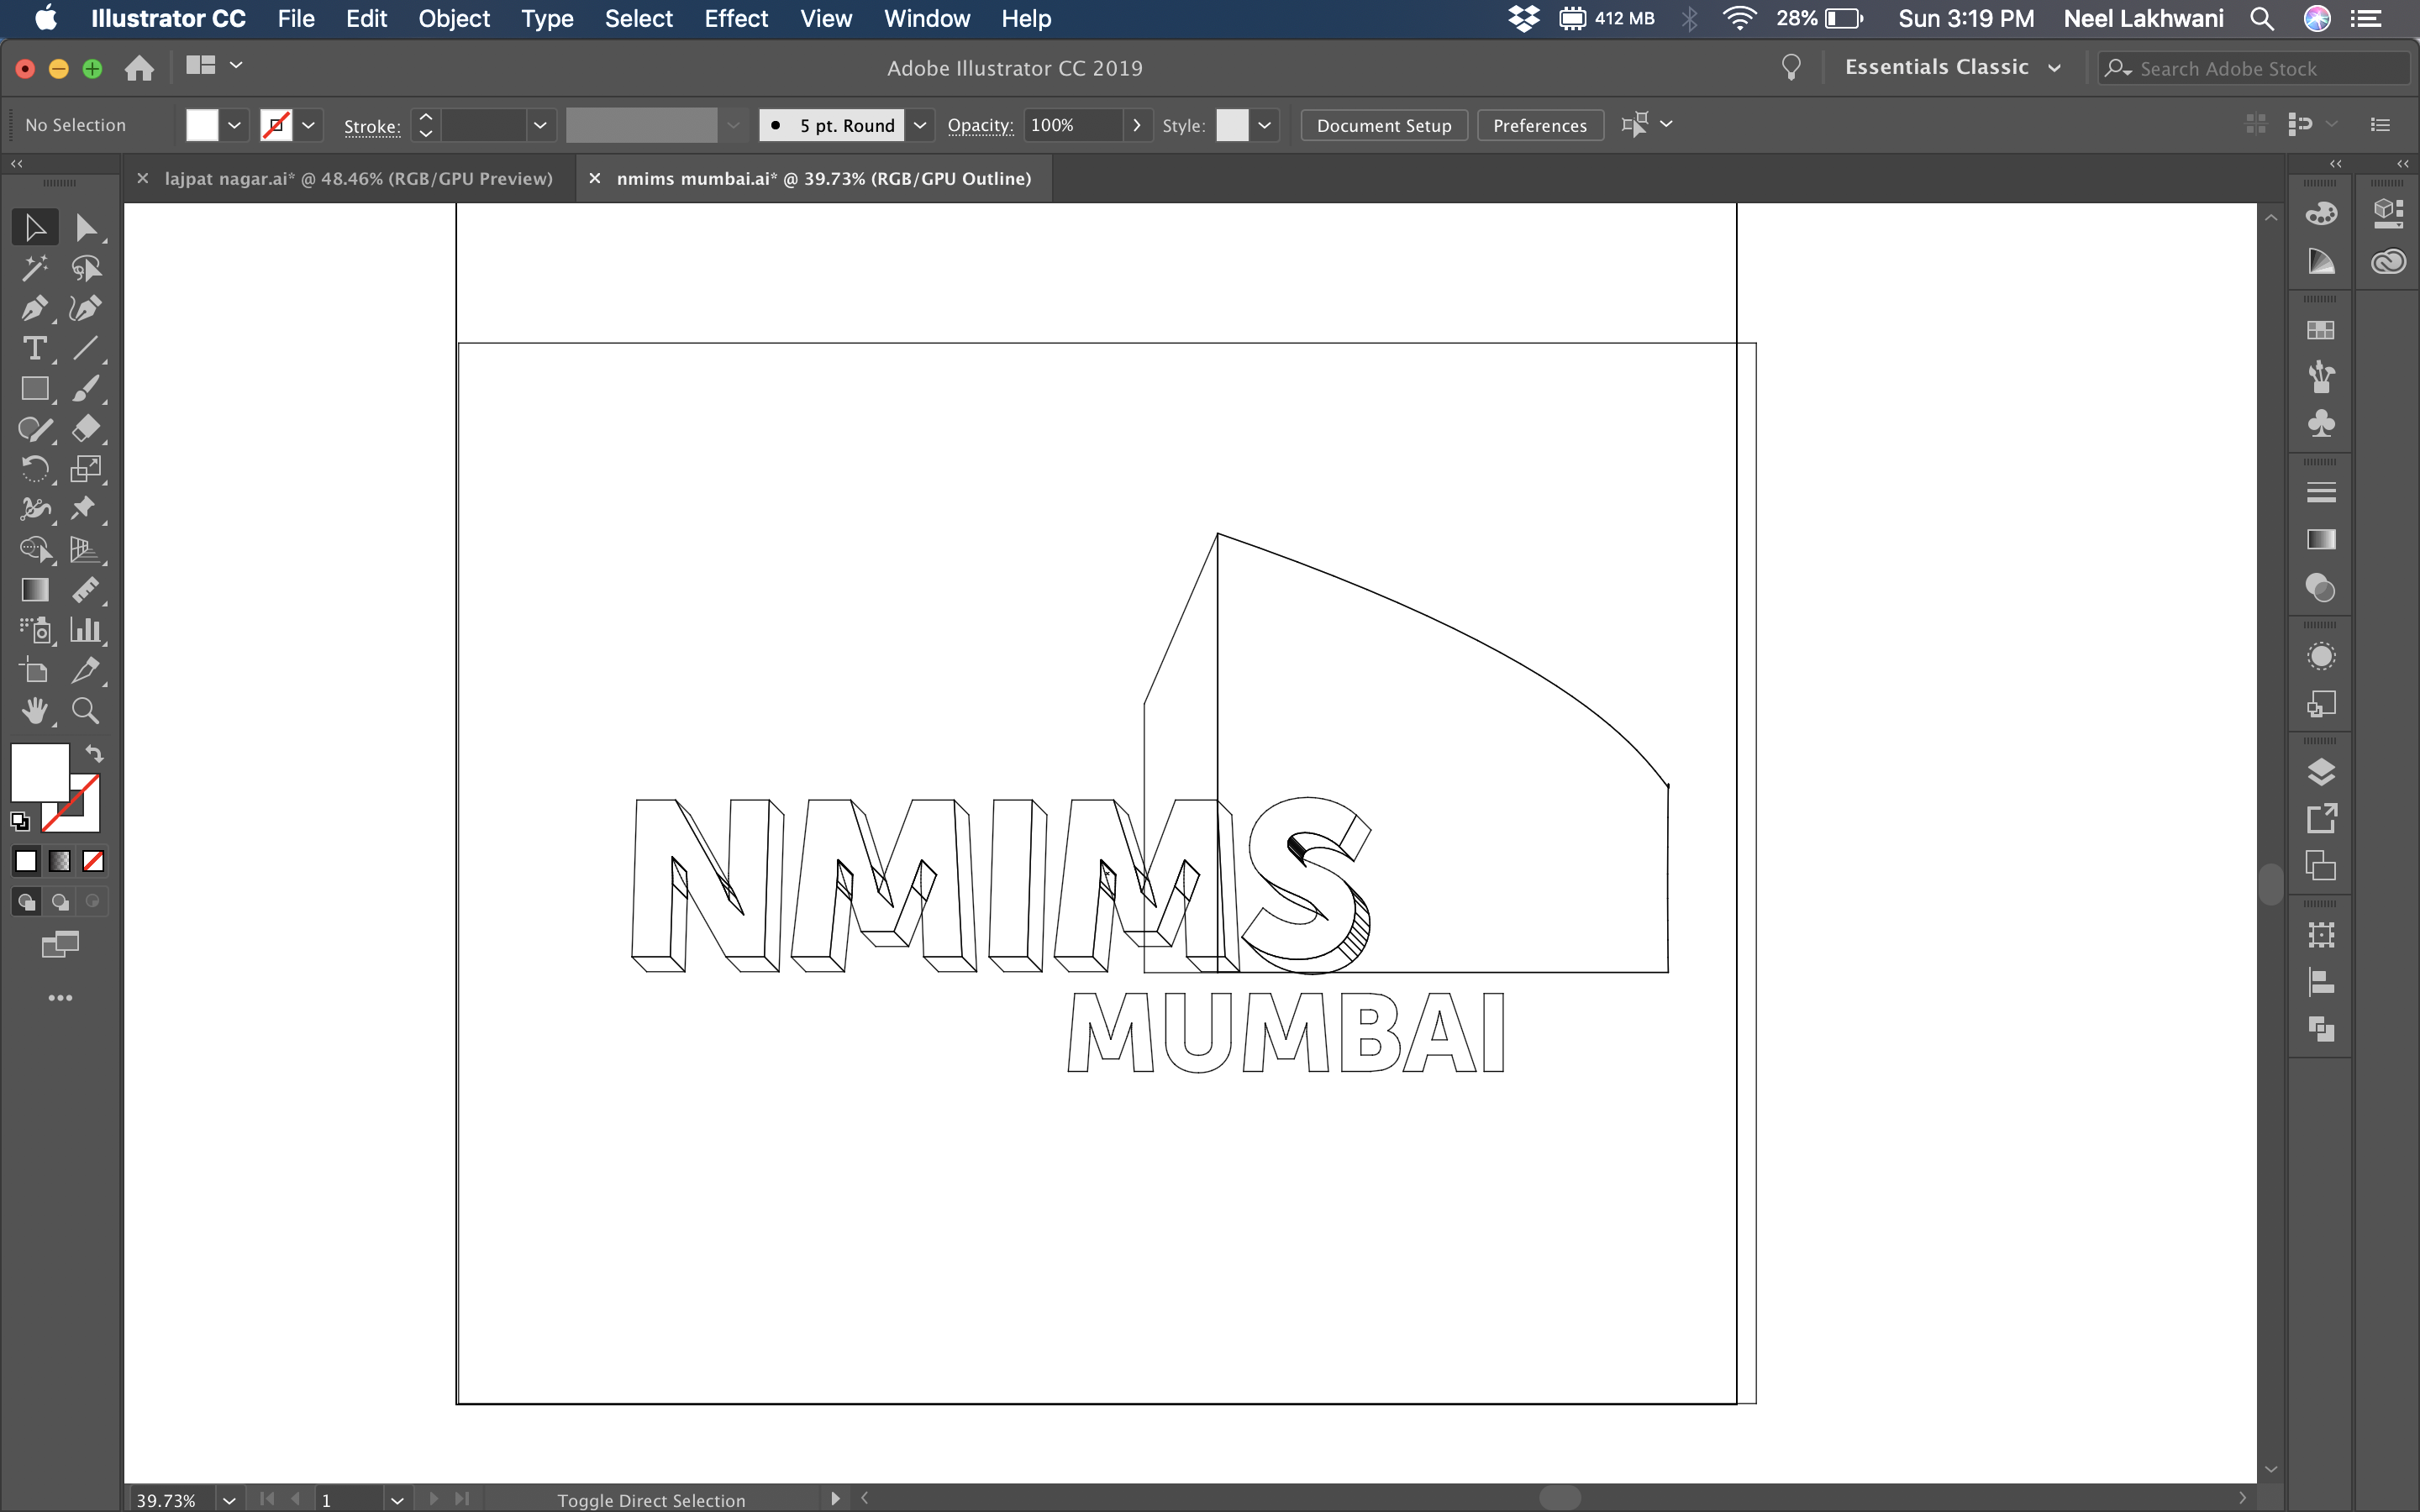 Illustrator CC File Edit Object Type Select Effect View Window Help 412 MB 28% Sun 3:19 PM Neel Lakhwani
Adobe Illustrator CC 2019 Essentials Classic Search Adobe Stock
No Selection Stroke: 5 pt. Round Opacity: 100% Style: Document Setup Preferences
lajpat nagar.ai* @ 48.46% (RGB/GPU Preview) nmims mumbai.ai* @ 39.73% (RGB/GPU Outline)
NMIMS
MUMBAI
39.73% 1 Toggle Direct Selection